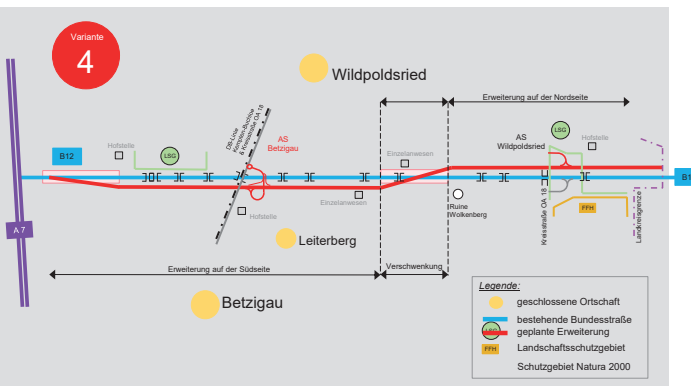 Variante
4
Wildpoldsried
Erweiterung auf der Nordseite
DB-Linie
Kempten-Buchloe
& Kreisstraße OA 18
AS
Betzigau
AS
Wildpoldsried
LSG
Hofstelle
Hofstelle
LSG
B12
Einzelanwesen
B1
A 7
Einzelanwesen
Hofstelle
Ruine
Wolkenberg
Kreisstraße OA 18
FFH
Landkreisgrenze
Leiterberg
Erweiterung auf der Südseite
Verschwenkung
Betzigau
Legende:
geschlossene Ortschaft
bestehende Bundesstraße
LSG
geplante Erweiterung
FFH
Landschaftsschutzgebiet
Schutzgebiet Natura 2000